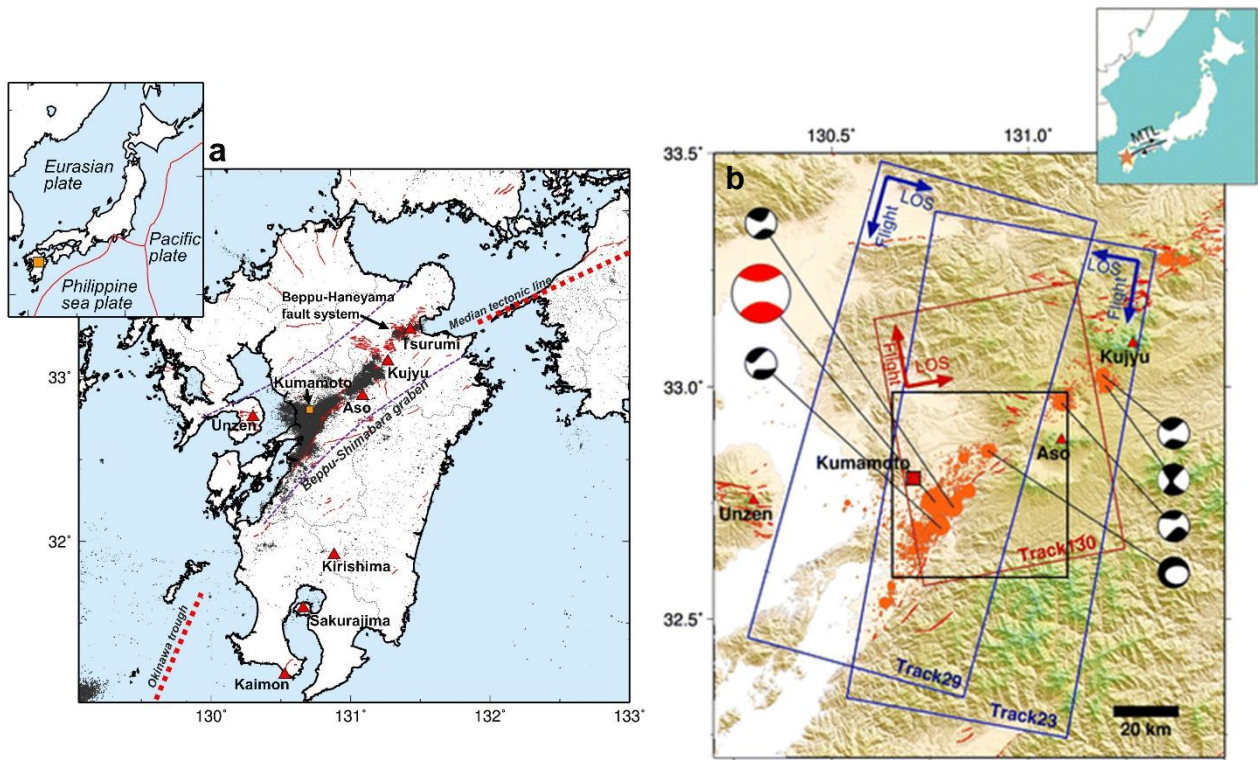 Eurasian
plate
Pacific
plate
Philippine
sea plate
a
Beppu-Haneyama
fault system
Median tectonic line
Tsurumi
Kujyu
Kumamoto
Aso
Unzen
Beppu-Shimabara graben
Kirishima
Sakurajima
Okinawa trough
Kaimon
33
32
130
131
132
133
MTL
130.5
131.0
33.5
33.0
32.5
b
LOS
Flight
LOS
Flight
Flight
LOS
Kujyu
Aso
Kumamoto
Unzen
Track130
Track29
Track23
20 km